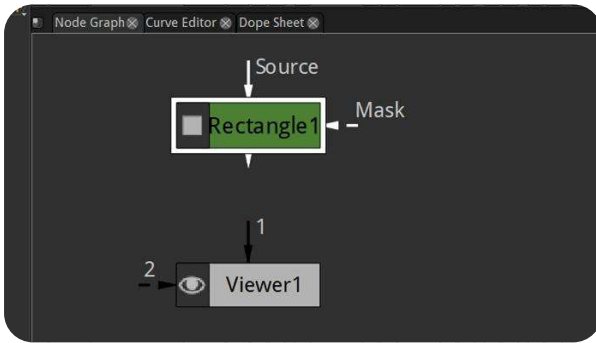 Node Graph Curve Editor Dope Sheet
Source
Rectangle1
Mask
1
2
Viewer1